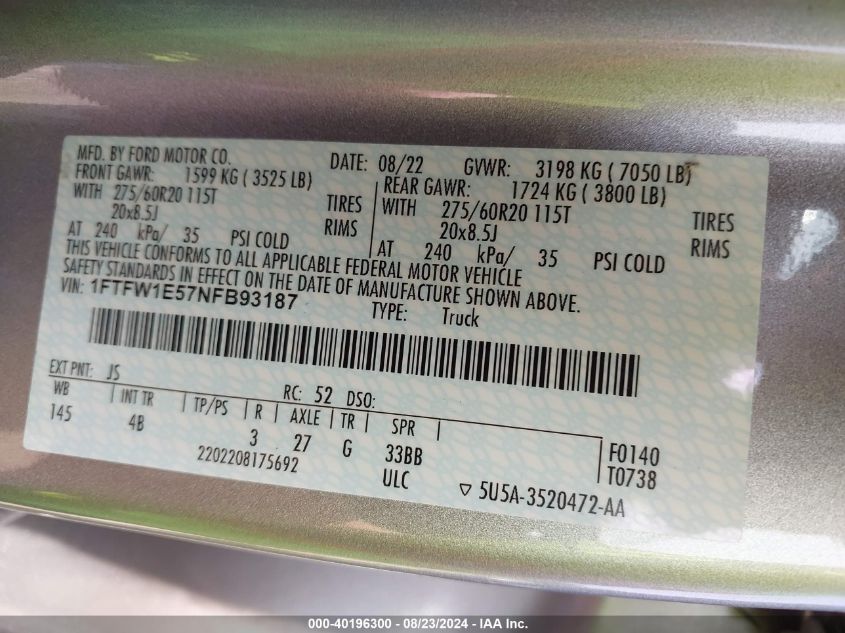 MFD. BY FORD MOTOR CO.
DATE: 08/22 GVWR: 3198 KG ( 7050 LB)
FRONT GAWR: 1599 KG ( 3525 LB)
REAR GAWR: 1724 KG ( 3800 LB)
WITH 275/60R20 115T TIRES
WITH 275/60R20 115T TIRES
20x8.5J RIMS
20x8.5J RIMS
AT 240 kPa/ 35 PSI COLD
AT 240 kPa/ 35 PSI COLD
THIS VEHICLE CONFORMS TO ALL APPLICABLE FEDERAL MOTOR VEHICLE
SAFETY STANDARDS IN EFFECT ON THE DATE OF MANUFACTURE SHOWN ABOVE.
VIN: 1FTFW1E57NFB93187
TYPE: Truck
EXT PNT: JS RC: 52 DSO:
WB INT TR TP/PS R AXLE TR SPR
145 4B 3 27 G 33BB
F0140
T0738
2202208175692 ULC
▽ 5U5A-3520472-AA
000-40196300 - 08/23/2024 - IAA Inc.